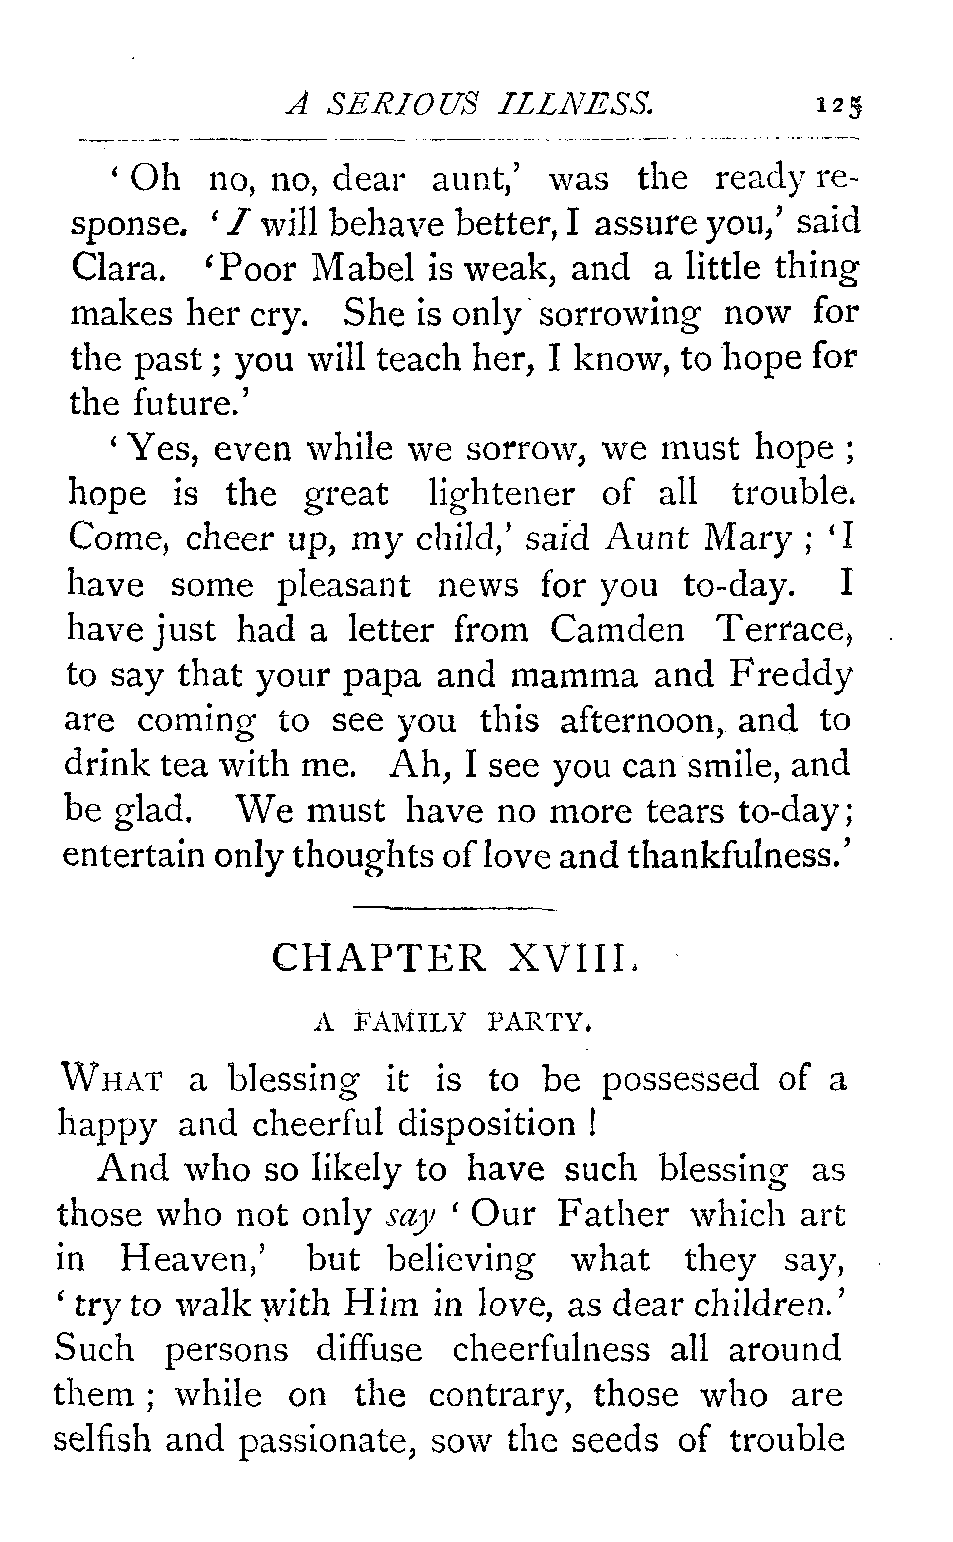 A SERIOUS ILLNESS. 125
‘ Oh no, no, dear aunt,’ was the ready re-
sponse. ‘ I will behave better, I assure you,’ said
Clara. ‘Poor Mabel is weak, and a little thing
makes her cry. She is only sorrowing now for
the past ; you will teach her, I know, to hope for
the future.’
‘ Yes, even while we sorrow, we must hope ;
hope is the great lightener of all trouble.
Come, cheer up, my child,’ said Aunt Mary ; ‘I
have some pleasant news for you to-day. I
have just had a letter from Camden Terrace,
to say that your papa and mamma and Freddy
are coming to see you this afternoon, and to
drink tea with me. Ah, I see you can smile, and
be glad. We must have no more tears to-day;
entertain only thoughts of love and thankfulness.’
CHAPTER XVIII.
A FAMILY PARTY.
WHAT a blessing it is to be possessed of a
happy and cheerful disposition !
And who so likely to have such blessing as
those who not only say ‘ Our Father which art
in Heaven,’ but believing what they say,
‘ try to walk with Him in love, as dear children.’
Such persons diffuse cheerfulness all around
them ; while on the contrary, those who are
selfish and passionate, sow the seeds of trouble